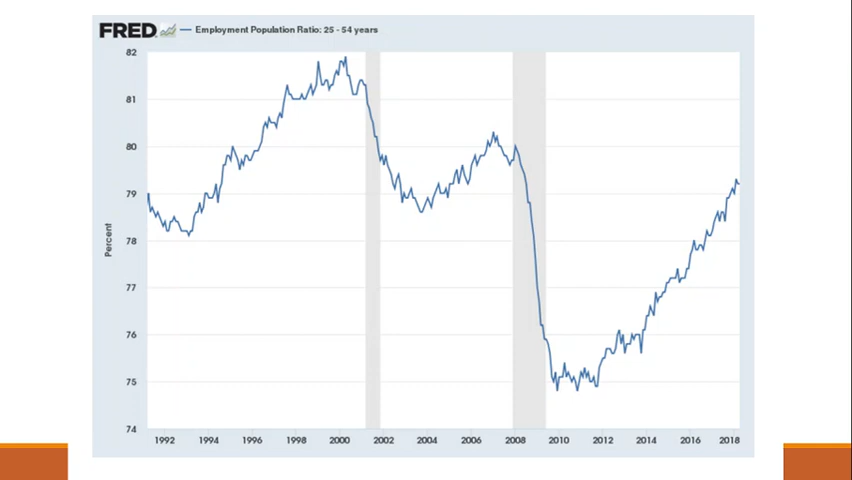 FRED
Employment Population Ratio: 25 - 54 years
82
81
80
79
78
77
76
75
74
Percent
1992 1994 1996 1998 2000 2002 2004 2006 2008 2010 2012 2014 2016 2018